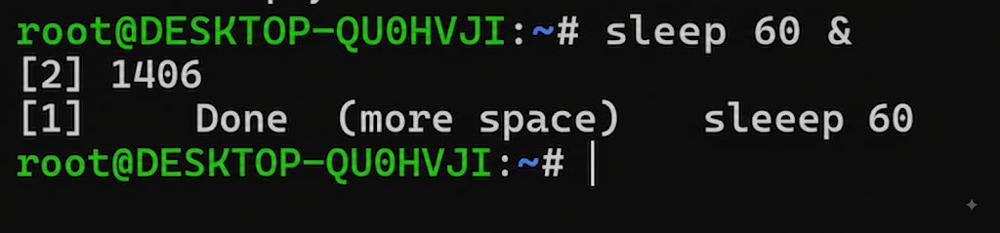 root@DESKTOP-QU0HVJI:~# sleep 60 &
[2] 1406
[1]     Done  (more space)    sleeep 60
root@DESKTOP-QU0HVJI:~#